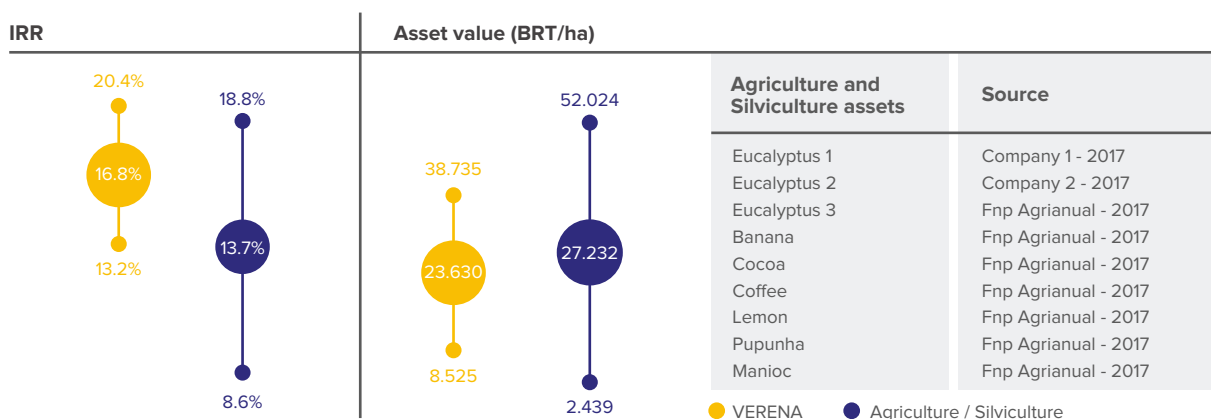 IRR
Asset value (BRT/ha)
20.4%
16.8%
13.2%
18.8%
13.7%
8.6%
38.735
23.630
8.525
52.024
27.232
2.439
Agriculture and
Silviculture assets
Source
Eucalyptus 1 Company 1 - 2017
Eucalyptus 2 Company 2 - 2017
Eucalyptus 3 Fnp Agrianual - 2017
Banana Fnp Agrianual - 2017
Cocoa Fnp Agrianual - 2017
Coffee Fnp Agrianual - 2017
Lemon Fnp Agrianual - 2017
Pupunha Fnp Agrianual - 2017
Manioc Fnp Agrianual - 2017
VERENA Agriculture / Silviculture